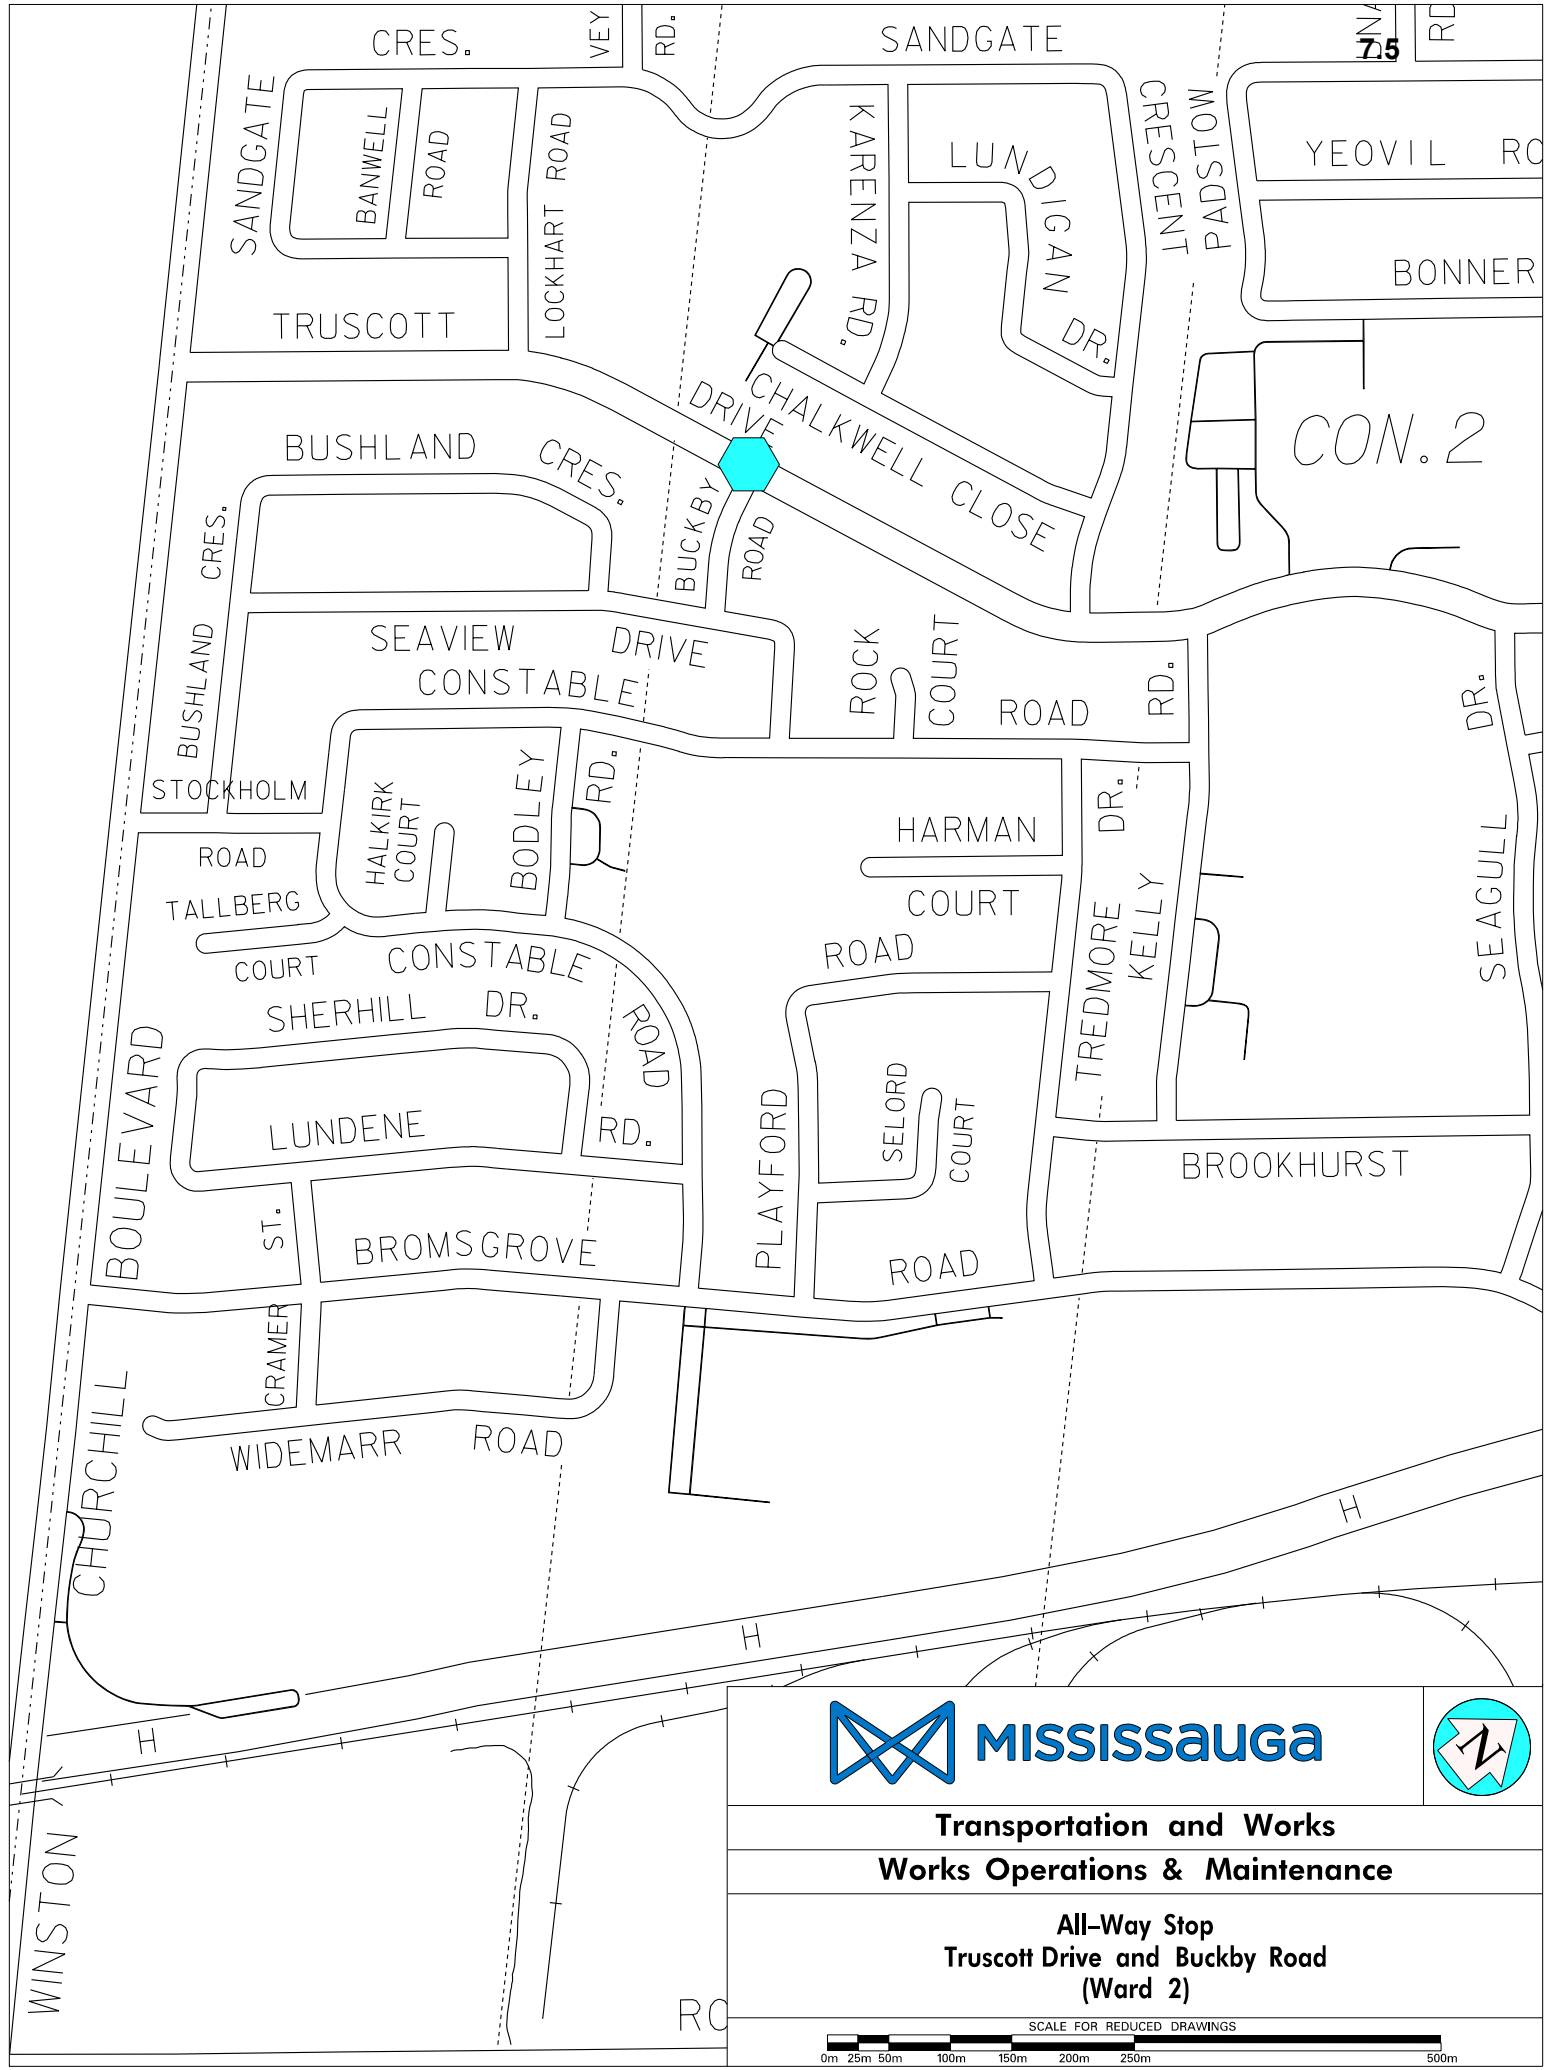 CRES.
VEY
RD.
SANDGATE
RD
7.5
SANDGATE
BANWELL
ROAD
LOCKHART ROAD
KARENZA RD.
LUNDIGAN DR.
CRESCENT
PADSTOW
YEOVIL RO
BONNER
TRUSCOTT
DRIVE
CHALKWELL CLOSE
CON. 2
BUSHLAND CRES.
BUSHLAND CRES.
BUCKBY
ROAD
SEAVIEW DRIVE
CONSTABLE
ROCK
COURT
ROAD
RD.
DR.
STOCKHOLM
ROAD
HALKIRK
COURT
BODLEY
RD.
HARMAN
COURT
TREDMORE DR.
KELLY
SEAGULL
TALLBERG
COURT
CONSTABLE
ROAD
ROAD
SHERHILL DR.
BOULEVARD
LUNDENE
RD.
PLAYFORD
SELORD
COURT
BROOKHURST
ST.
BROMSGROVE
ROAD
CRAMER
CHURCHILL
WIDEMARR ROAD
H
H
H
WINSTON
RO
MISSISSAUGA
N
Transportation and Works
Works Operations & Maintenance
All-Way Stop
Truscott Drive and Buckby Road
(Ward 2)
SCALE FOR REDUCED DRAWINGS
0m 25m 50m 100m 150m 200m 250m 500m